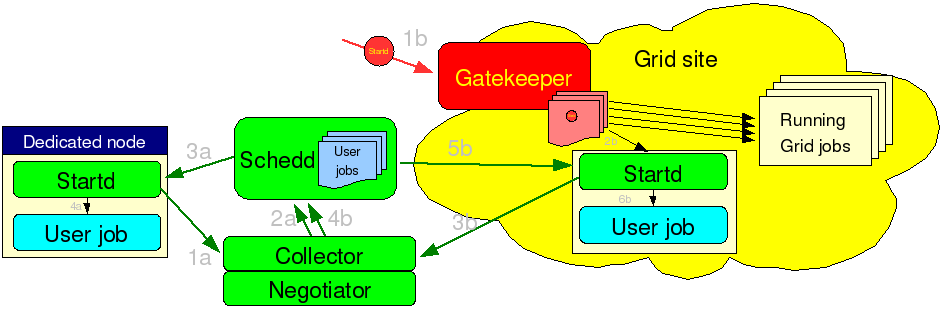 Startd
1b
Gatekeeper
Grid site
Running
Grid jobs
Dedicated node
Startd
4a
User job
3a
Schedd
User
jobs
5b
2b
Startd
6b
User job
1a
2a
4b
3b
Collector
Negotiator